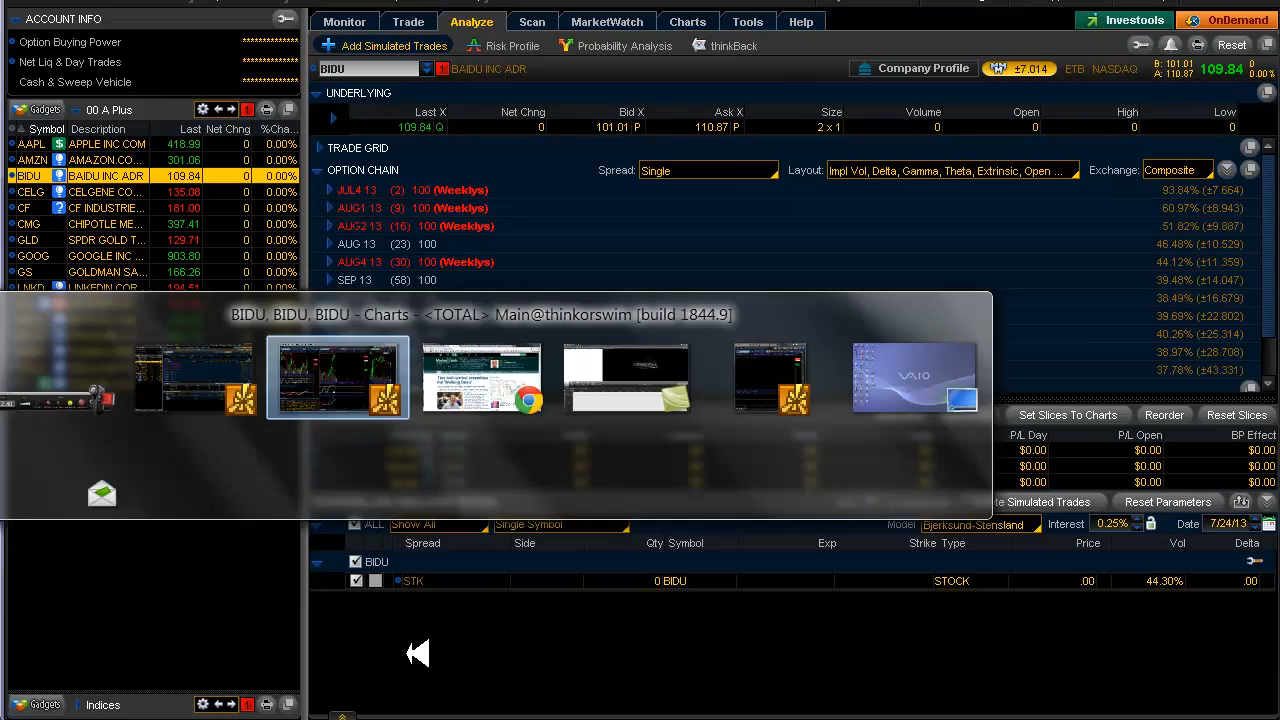 ACCOUNT INFO
Option Buying Power **************
Net Liq & Day Trades **************
Cash & Sweep Vehicle **************
Gadgets 00 A Plus 1
Symbol Description Last Net Chng %Cha...
AAPL $ APPLE INC COM 418.99 0 0.00%
AMZN AMAZON.CO... 301.06 0 0.00%
BIDU BAIDU INC ADR 109.84 0 0.00%
CELG CELGENE CO... 135.08 0 0.00%
CF ? CF INDUSTRIE... 181.00 0 0.00%
CMG CHIPOTLE ME... 397.41 0 0.00%
GLD SPDR GOLD T... 129.71 0 0.00%
GOOG GOOGLE INC ... 903.80 0 0.00%
GS GOLDMAN SA... 166.26 0 0.00%
LNKD LINKEDIN COR... 194.51 0 0.00%
Monitor Trade Analyze Scan MarketWatch Charts Tools Help Investools OnDemand
Add Simulated Trades Risk Profile Probability Analysis thinkBack Reset
BIDU 1 BAIDU INC ADR Company Profile ±7.014 ETB NASDAQ B: 101.01 A: 110.87 109.84 0 0.00%
UNDERLYING
Last X Net Chng Bid X Ask X Size Volume Open High Low
109.84 Q 0 101.01 P 110.87 P 2 x 1 0 0 0 0
TRADE GRID
OPTION CHAIN Spread: Single Layout: Impl Vol, Delta, Gamma, Theta, Extrinsic, Open ... Exchange: Composite
JUL4 13 (2) 100 (Weeklys) 93.84% (±7.664)
AUG1 13 (9) 100 (Weeklys) 60.97% (±8.943)
AUG2 13 (16) 100 (Weeklys) 51.82% (±9.887)
AUG 13 (23) 100 46.48% (±10.529)
AUG4 13 (30) 100 (Weeklys) 44.12% (±11.359)
SEP 13 (58) 100 39.48% (±14.087)
38.49% (±16.679)
39.69% (±22.802)
40.26% (±25.314)
38.97% (±28.708)
BIDU, BIDU, BIDU - Charts - <TOTAL> Main@thinkorswim [build 1844.9]
Set Slices To Charts Reorder Reset Slices
P/L Day P/L Open BP Effect
$0.00 $0.00 $0.00
$0.00 $0.00 $0.00
$0.00 $0.00 $0.00
Simulated Trades Reset Parameters
ALL Show All Single Symbol Model Bjerksund-Stensland Interest 0.25% Date 7/24/13
Spread Side Qty Symbol Exp Strike Type Price Vol Delta
BIDU
STK 0 BIDU STOCK .00 44.30% .00
Gadgets Indices 1